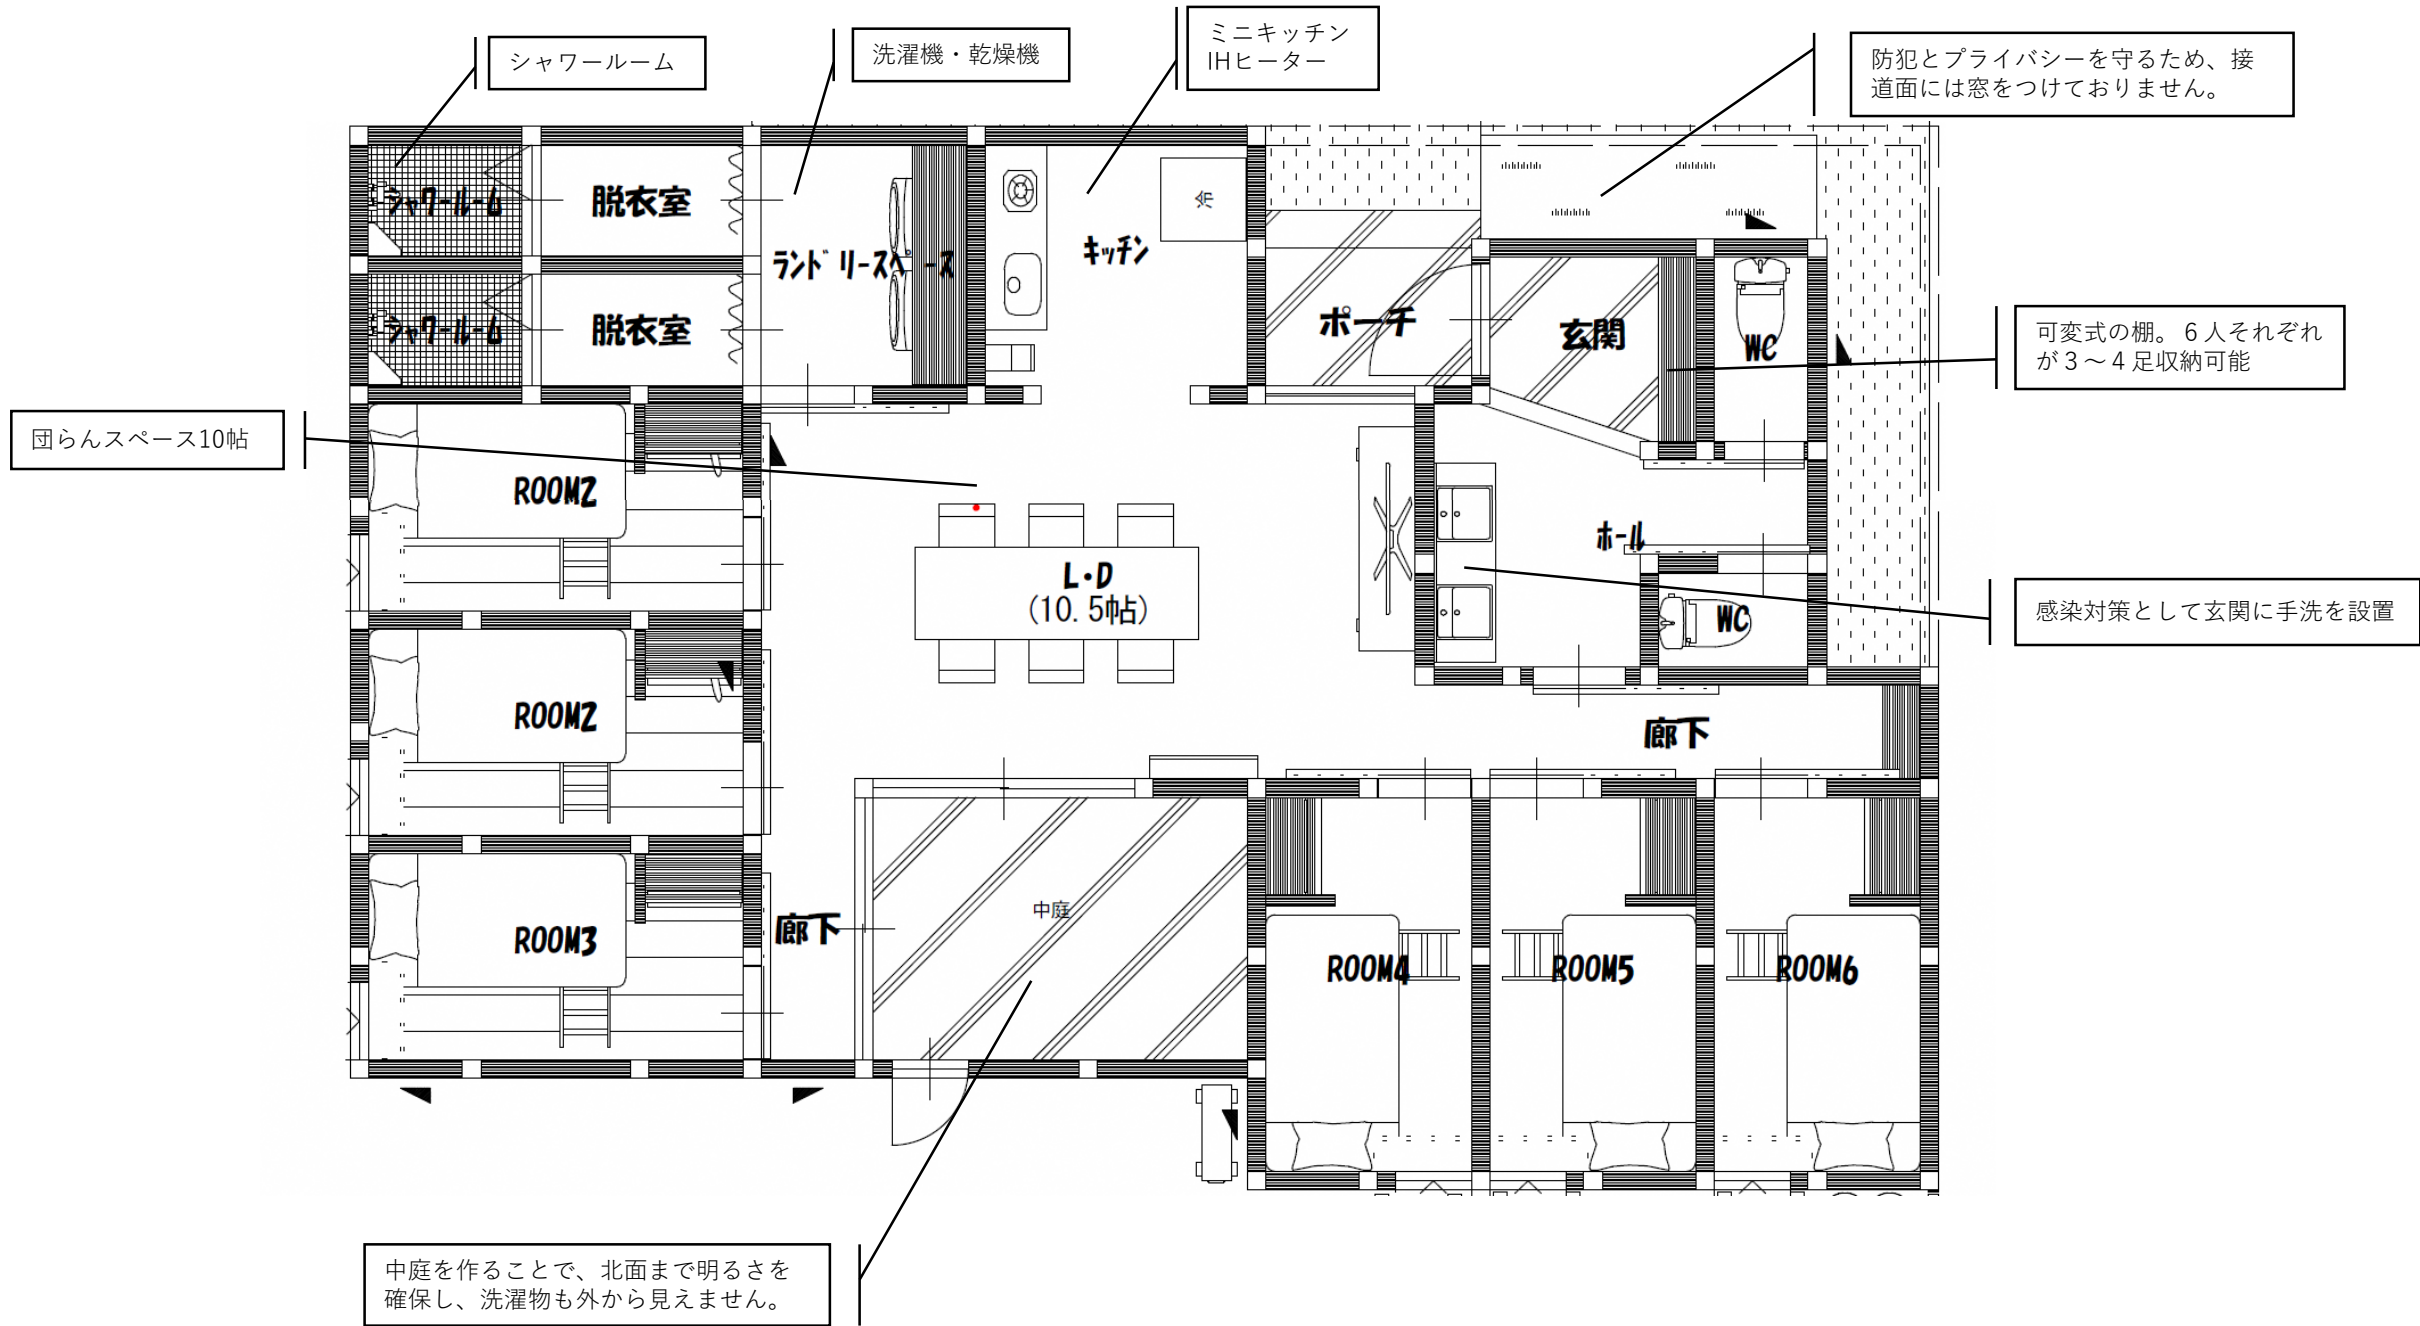 シャワールーム
洗濯機・乾燥機
ミニキッチン
IHヒーター
防犯とプライバシーを守るため、接
道面には窓をつけておりません。
シャワールーム
脱衣室
ランドリースペース
キッチン
冷
シャワールーム
脱衣室
ポーチ
玄関
WC
可変式の棚。６人それぞれ
が３～４足収納可能
団らんスペース10帖
ROOM2
L・D
(10.5帖)
ホール
WC
感染対策として玄関に手洗を設置
ROOM2
廊下
ROOM3
廊下
中庭
ROOM4
ROOM5
ROOM6
中庭を作ることで、北面まで明るさを
確保し、洗濯物も外から見えません。